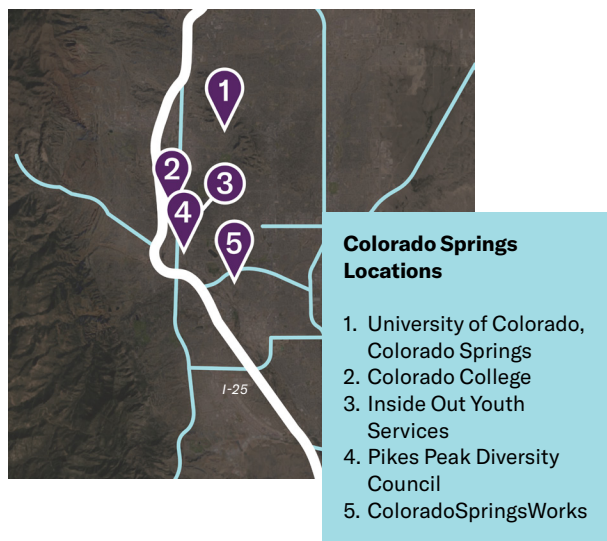 1
2
3
4
5
I-25
Colorado Springs
Locations
1. University of Colorado,
Colorado Springs
2. Colorado College
3. Inside Out Youth
Services
4. Pikes Peak Diversity
Council
5. ColoradoSpringsWorks